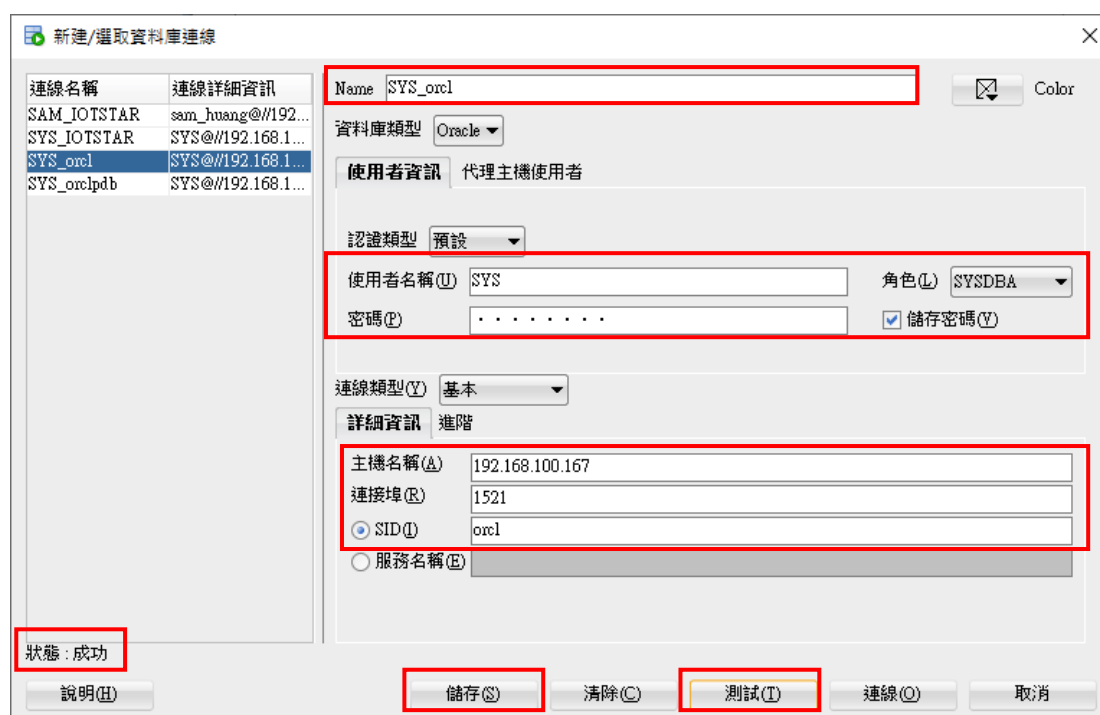 新建/選取資料庫連線
連線名稱 連線詳細資訊
SAM_IOTSTAR sam_huang@//192...
SYS_IOTSTAR SYS@//192.168.1...
SYS_orcl SYS@//192.168.1...
SYS_orclpdb SYS@//192.168.1...
Name SYS_orcl Color
資料庫類型 Oracle
使用者資訊 代理主機使用者
認證類型 預設
使用者名稱(U) SYS 角色(L) SYSDBA
密碼(P) ········ 儲存密碼(V)
連線類型(Y) 基本
詳細資訊 進階
主機名稱(A) 192.168.100.167
連接埠(R) 1521
SID(I) orcl
服務名稱(E)
狀態 : 成功
說明(H) 儲存(S) 清除(C) 測試(T) 連線(O) 取消